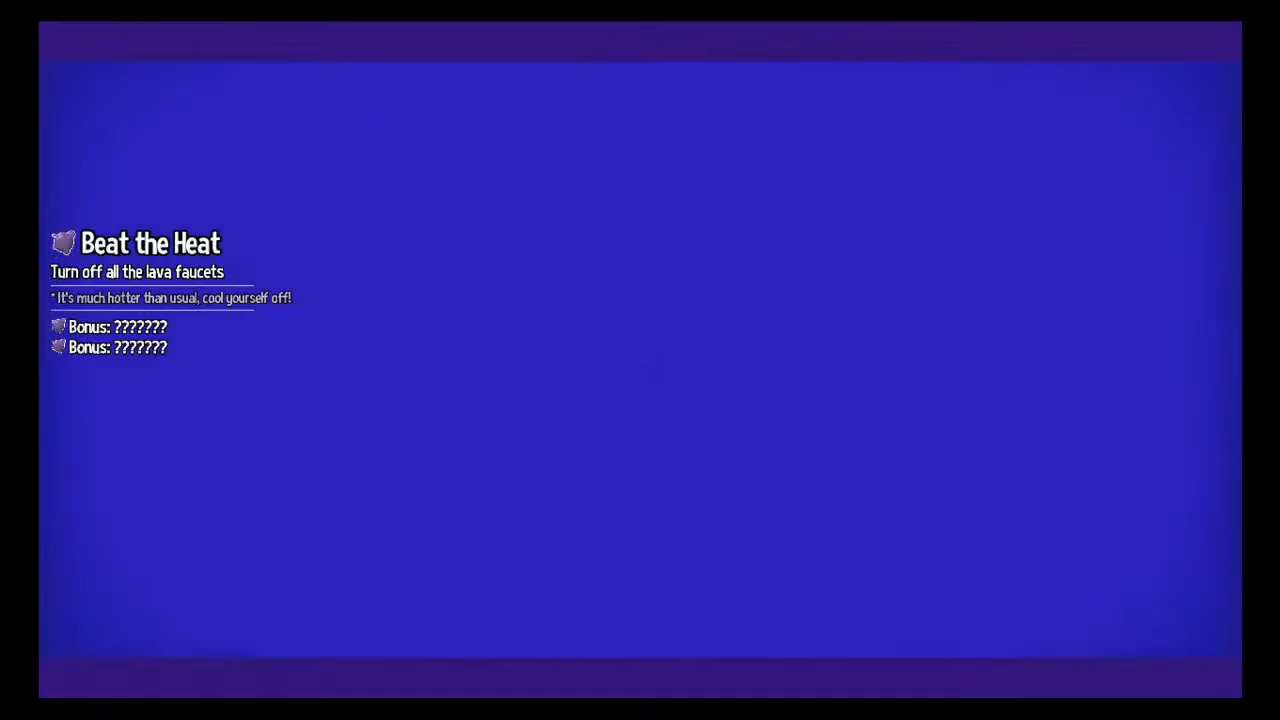 Beat the Heat
Turn off all the lava faucets
* It's much hotter than usual, cool yourself off!
Bonus: ???????
Bonus: ???????